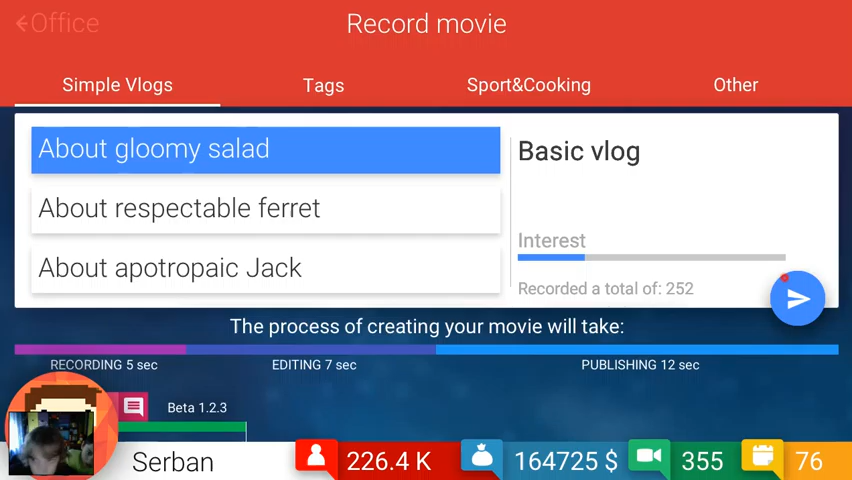 Office
Record movie
Simple Vlogs
Tags
Sport&Cooking
Other
About gloomy salad
About respectable ferret
About apotropaic Jack
Basic vlog
Interest
Recorded a total of: 252
The process of creating your movie will take:
RECORDING 5 sec
EDITING 7 sec
PUBLISHING 12 sec
Beta 1.2.3
Serban
226.4 K
164725 $
355
76